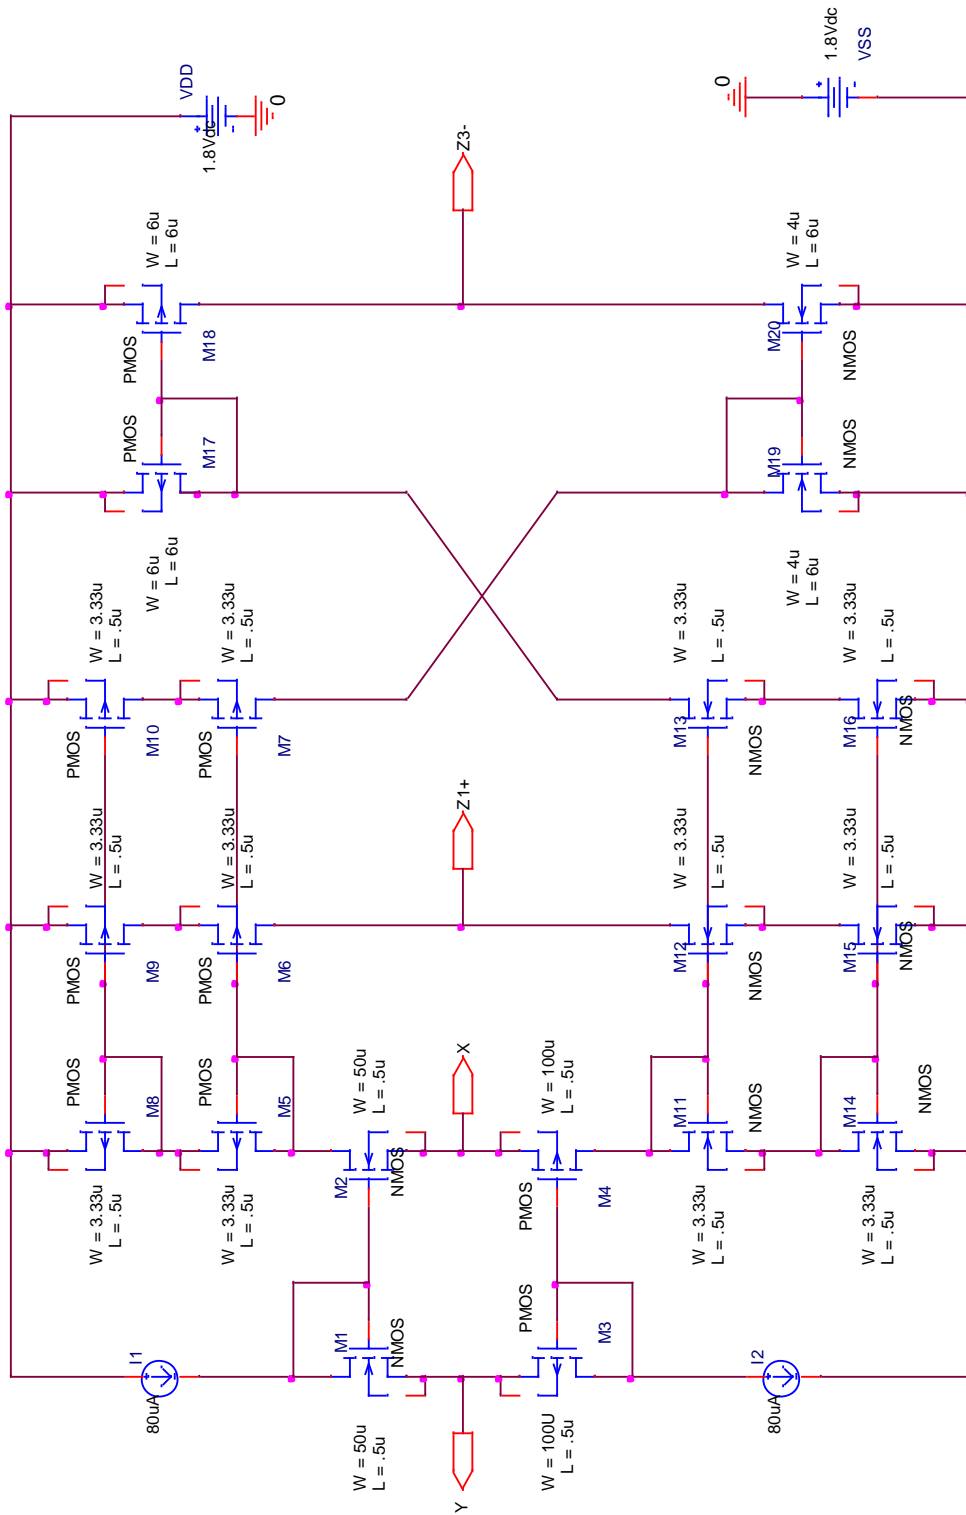 VDD
1.8Vdc
0
0
1.8Vdc
VSS
Z3-
W = 6u
L = 6u
PMOS
M18
W = 4u
L = 6u
M20
NMOS
PMOS
M17
W = 6u
L = 6u
M19
NMOS
W = 4u
L = 6u
W = 3.33u
L = .5u
PMOS
M10
W = 3.33u
L = .5u
PMOS
M7
W = 3.33u
L = .5u
M13
NMOS
W = 3.33u
L = .5u
M16
NMOS
Z1+
W = 3.33u
L = .5u
PMOS
M9
W = 3.33u
L = .5u
PMOS
M6
W = 3.33u
L = .5u
M12
NMOS
W = 3.33u
L = .5u
M15
NMOS
X
PMOS
M8
W = 3.33u
L = .5u
PMOS
M5
W = 3.33u
L = .5u
W = 50u
L = .5u
M2
NMOS
W = 100u
L = .5u
PMOS
M4
M11
NMOS
W = 3.33u
L = .5u
M14
NMOS
W = 3.33u
L = .5u
I1
80uA
M1
NMOS
W = 50u
L = .5u
PMOS
M3
W = 100U
L = .5u
I2
80uA
Y